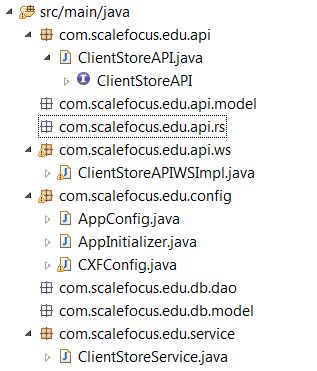 src/main/java
com.scalefocus.edu.api
ClientStoreAPI.java
ClientStoreAPI
com.scalefocus.edu.api.model
com.scalefocus.edu.api.rs
com.scalefocus.edu.api.ws
ClientStoreAPIWSImpl.java
com.scalefocus.edu.config
AppConfig.java
AppInitializer.java
CXFConfig.java
com.scalefocus.edu.db.dao
com.scalefocus.edu.db.model
com.scalefocus.edu.service
ClientStoreService.java